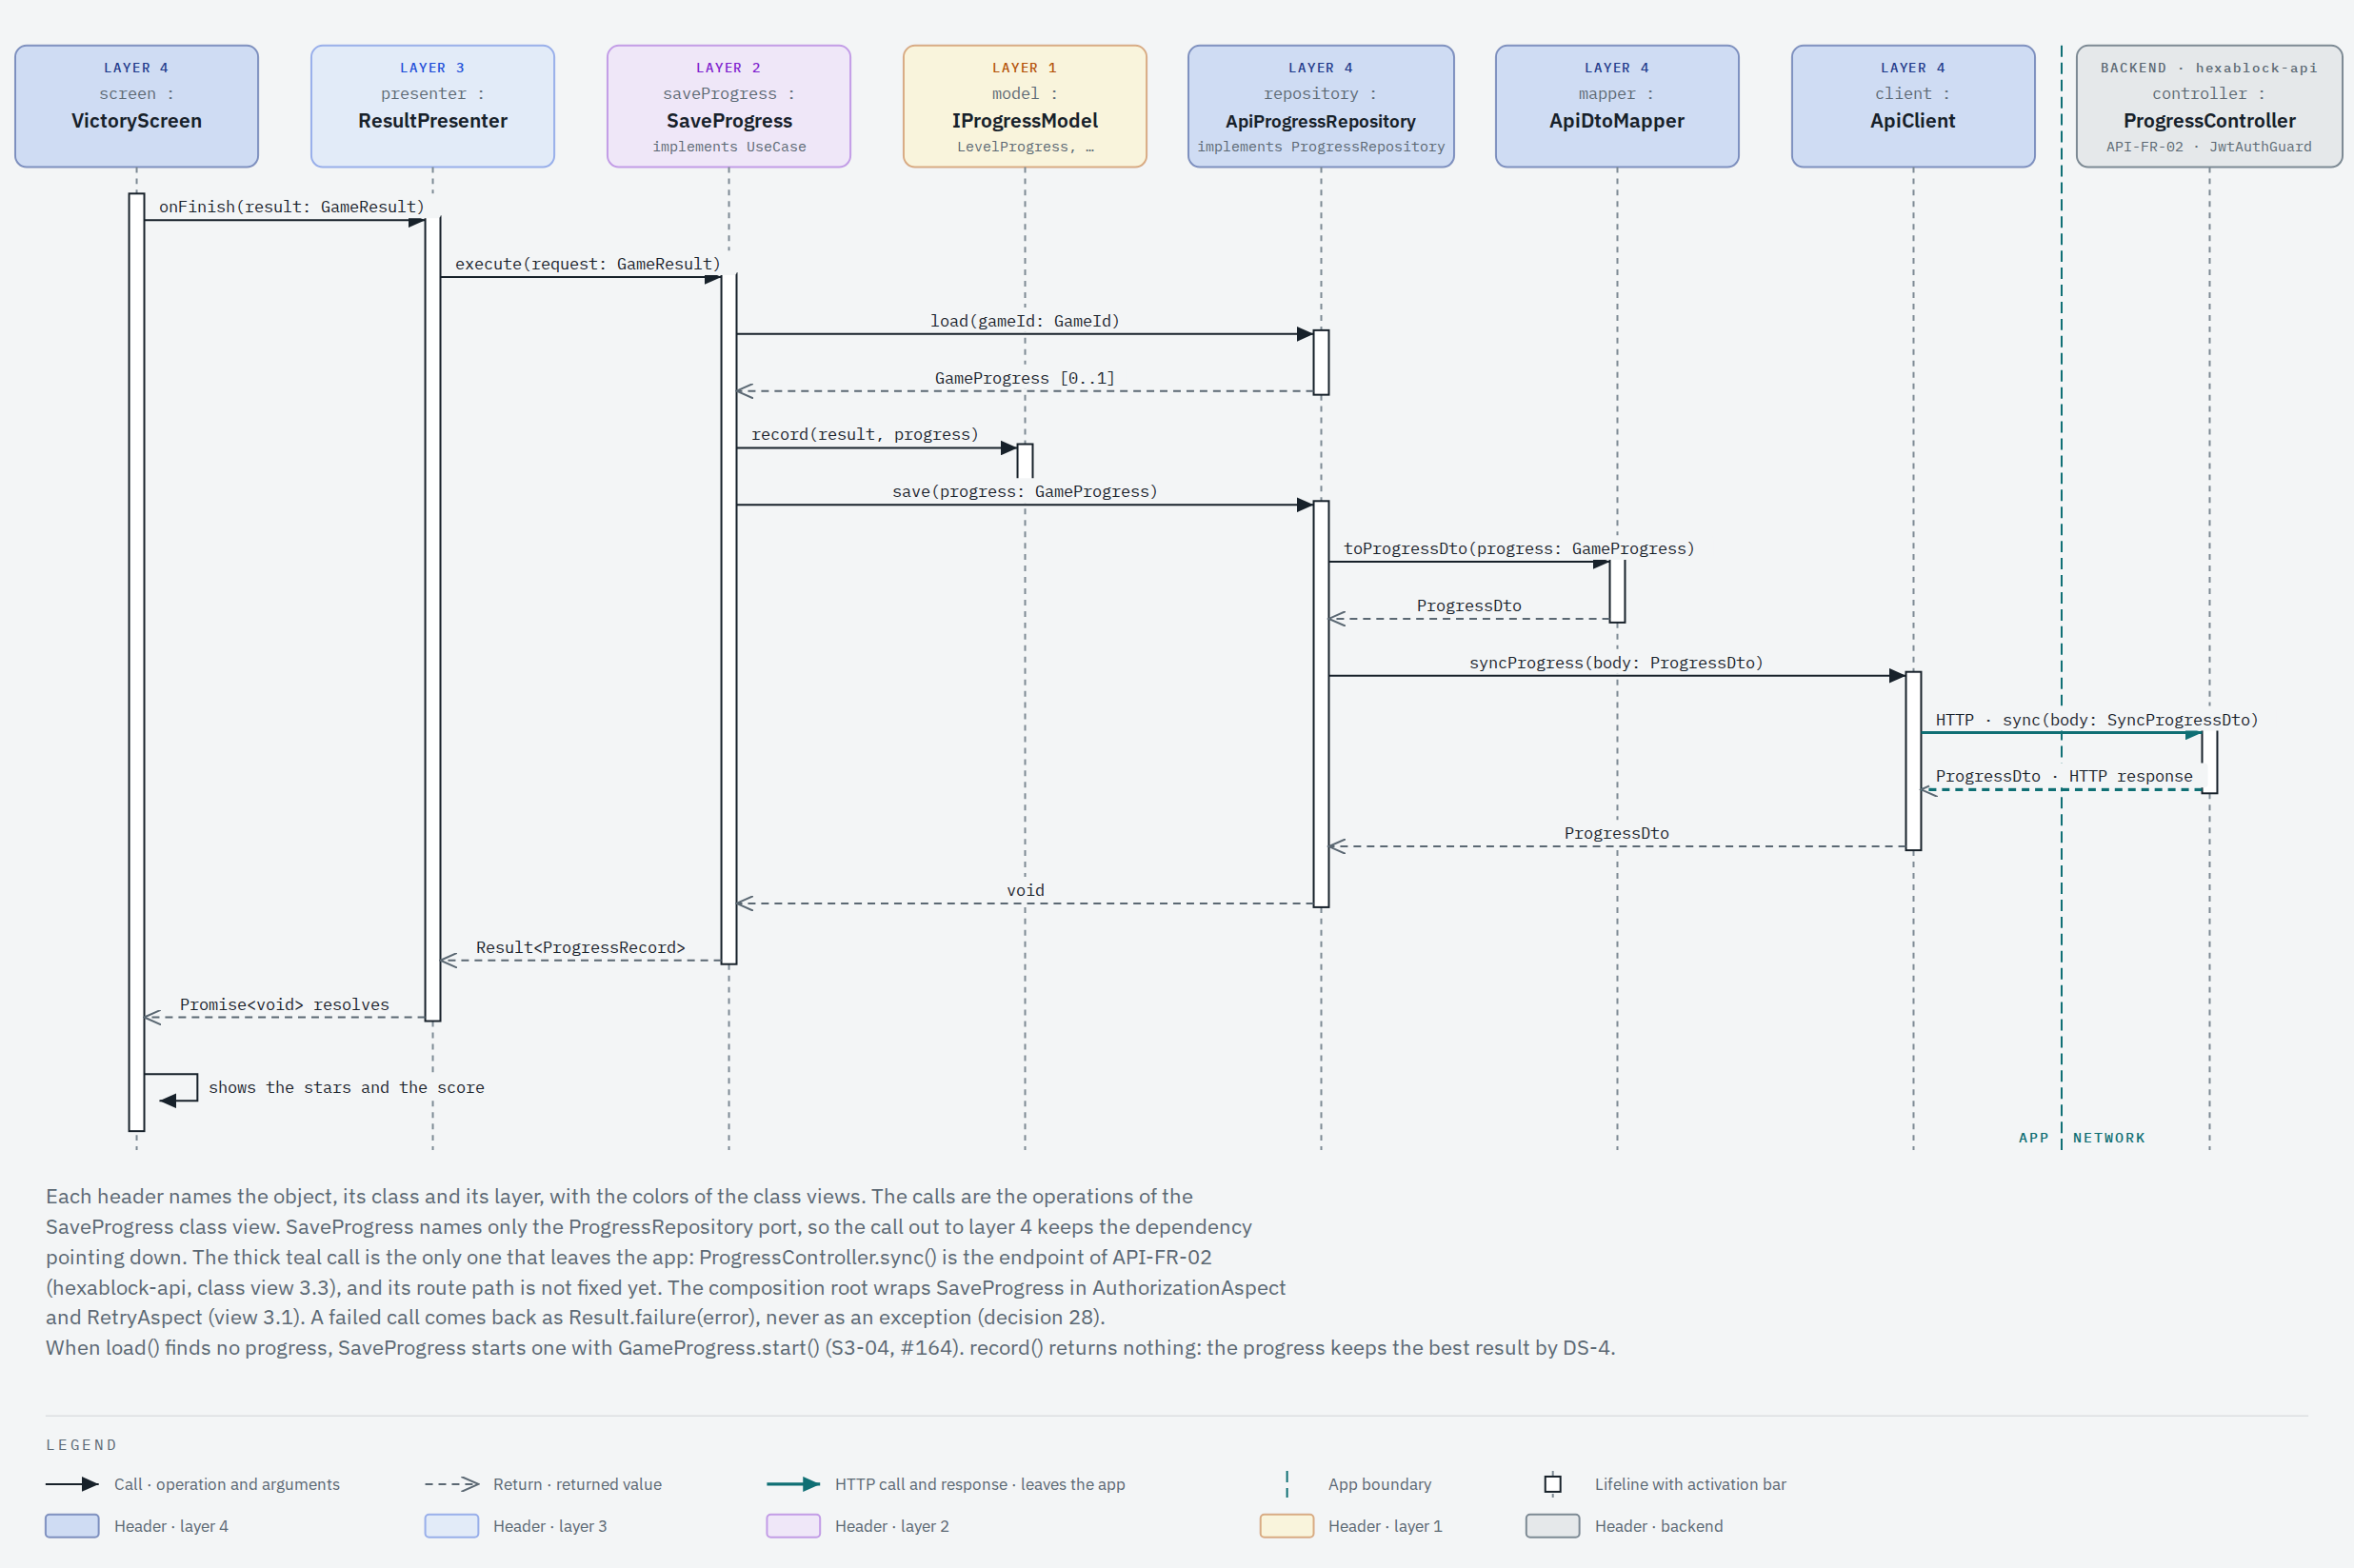 LAYER 4
screen :
VictoryScreen
LAYER 3
presenter :
ResultPresenter
LAYER 2
saveProgress :
SaveProgress
implements UseCase
LAYER 1
model :
IProgressModel
LevelProgress, …
LAYER 4
repository :
ApiProgressRepository
implements ProgressRepository
LAYER 4
mapper :
ApiDtoMapper
LAYER 4
client :
ApiClient
BACKEND · hexablock-api
controller :
ProgressController
API-FR-02 · JwtAuthGuard
onFinish(result: GameResult)
execute(request: GameResult)
load(gameId: GameId)
GameProgress [0..1]
record(result, progress)
save(progress: GameProgress)
toProgressDto(progress: GameProgress)
ProgressDto
syncProgress(body: ProgressDto)
HTTP · sync(body: SyncProgressDto)
ProgressDto · HTTP response
ProgressDto
void
Result<ProgressRecord>
Promise<void> resolves
shows the stars and the score
APP
NETWORK
Each header names the object, its class and its layer, with the colors of the class views. The calls are the operations of the
SaveProgress class view. SaveProgress names only the ProgressRepository port, so the call out to layer 4 keeps the dependency
pointing down. The thick teal call is the only one that leaves the app: ProgressController.sync() is the endpoint of API-FR-02
(hexablock-api, class view 3.3), and its route path is not fixed yet. The composition root wraps SaveProgress in AuthorizationAspect
and RetryAspect (view 3.1). A failed call comes back as Result.failure(error), never as an exception (decision 28).
When load() finds no progress, SaveProgress starts one with GameProgress.start() (S3-04, #164). record() returns nothing: the progress keeps the best result by DS-4.
LEGEND
Call · operation and arguments
Return · returned value
HTTP call and response · leaves the app
App boundary
Lifeline with activation bar
Header · layer 4
Header · layer 3
Header · layer 2
Header · layer 1
Header · backend